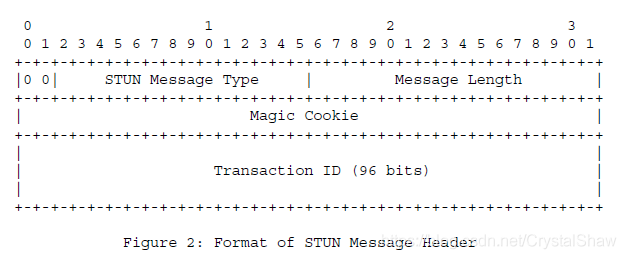 0 1 2 3
0 1 2 3 4 5 6 7 8 9 0 1 2 3 4 5 6 7 8 9 0 1 2 3 4 5 6 7 8 9 0 1
+-+-+-+-+-+-+-+-+-+-+-+-+-+-+-+-+-+-+-+-+-+-+-+-+-+-+-+-+-+-+-+-+
|0 0| STUN Message Type | Message Length |
+-+-+-+-+-+-+-+-+-+-+-+-+-+-+-+-+-+-+-+-+-+-+-+-+-+-+-+-+-+-+-+-+
| Magic Cookie |
+-+-+-+-+-+-+-+-+-+-+-+-+-+-+-+-+-+-+-+-+-+-+-+-+-+-+-+-+-+-+-+-+
| |
| Transaction ID (96 bits) |
| |
+-+-+-+-+-+-+-+-+-+-+-+-+-+-+-+-+-+-+-+-+-+-+-+-+-+-+-+-+-+-+-+-+
Figure 2: Format of STUN Message Header
dn.net/CrystalShaw